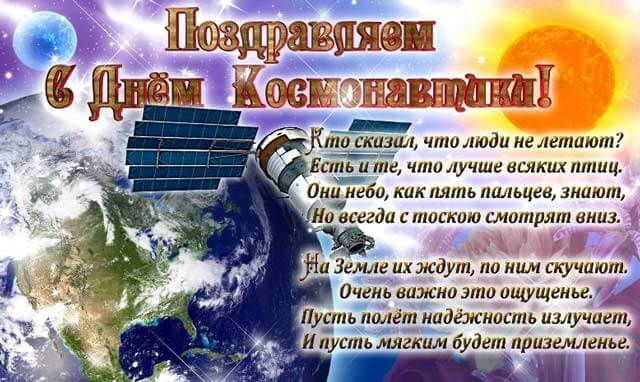 Поздравляем
С Днём Космонавтики!
Кто сказал, что люди не летают?
Есть и те, что лучше всяких птиц.
Они небо, как пять пальцев, знают,
Но всегда с тоскою смотрят вниз.
На Земле их ждут, по ним скучают.
Очень важно это ощущенье.
Пусть полёт надёжность излучает,
И пусть мягким будет приземленье.